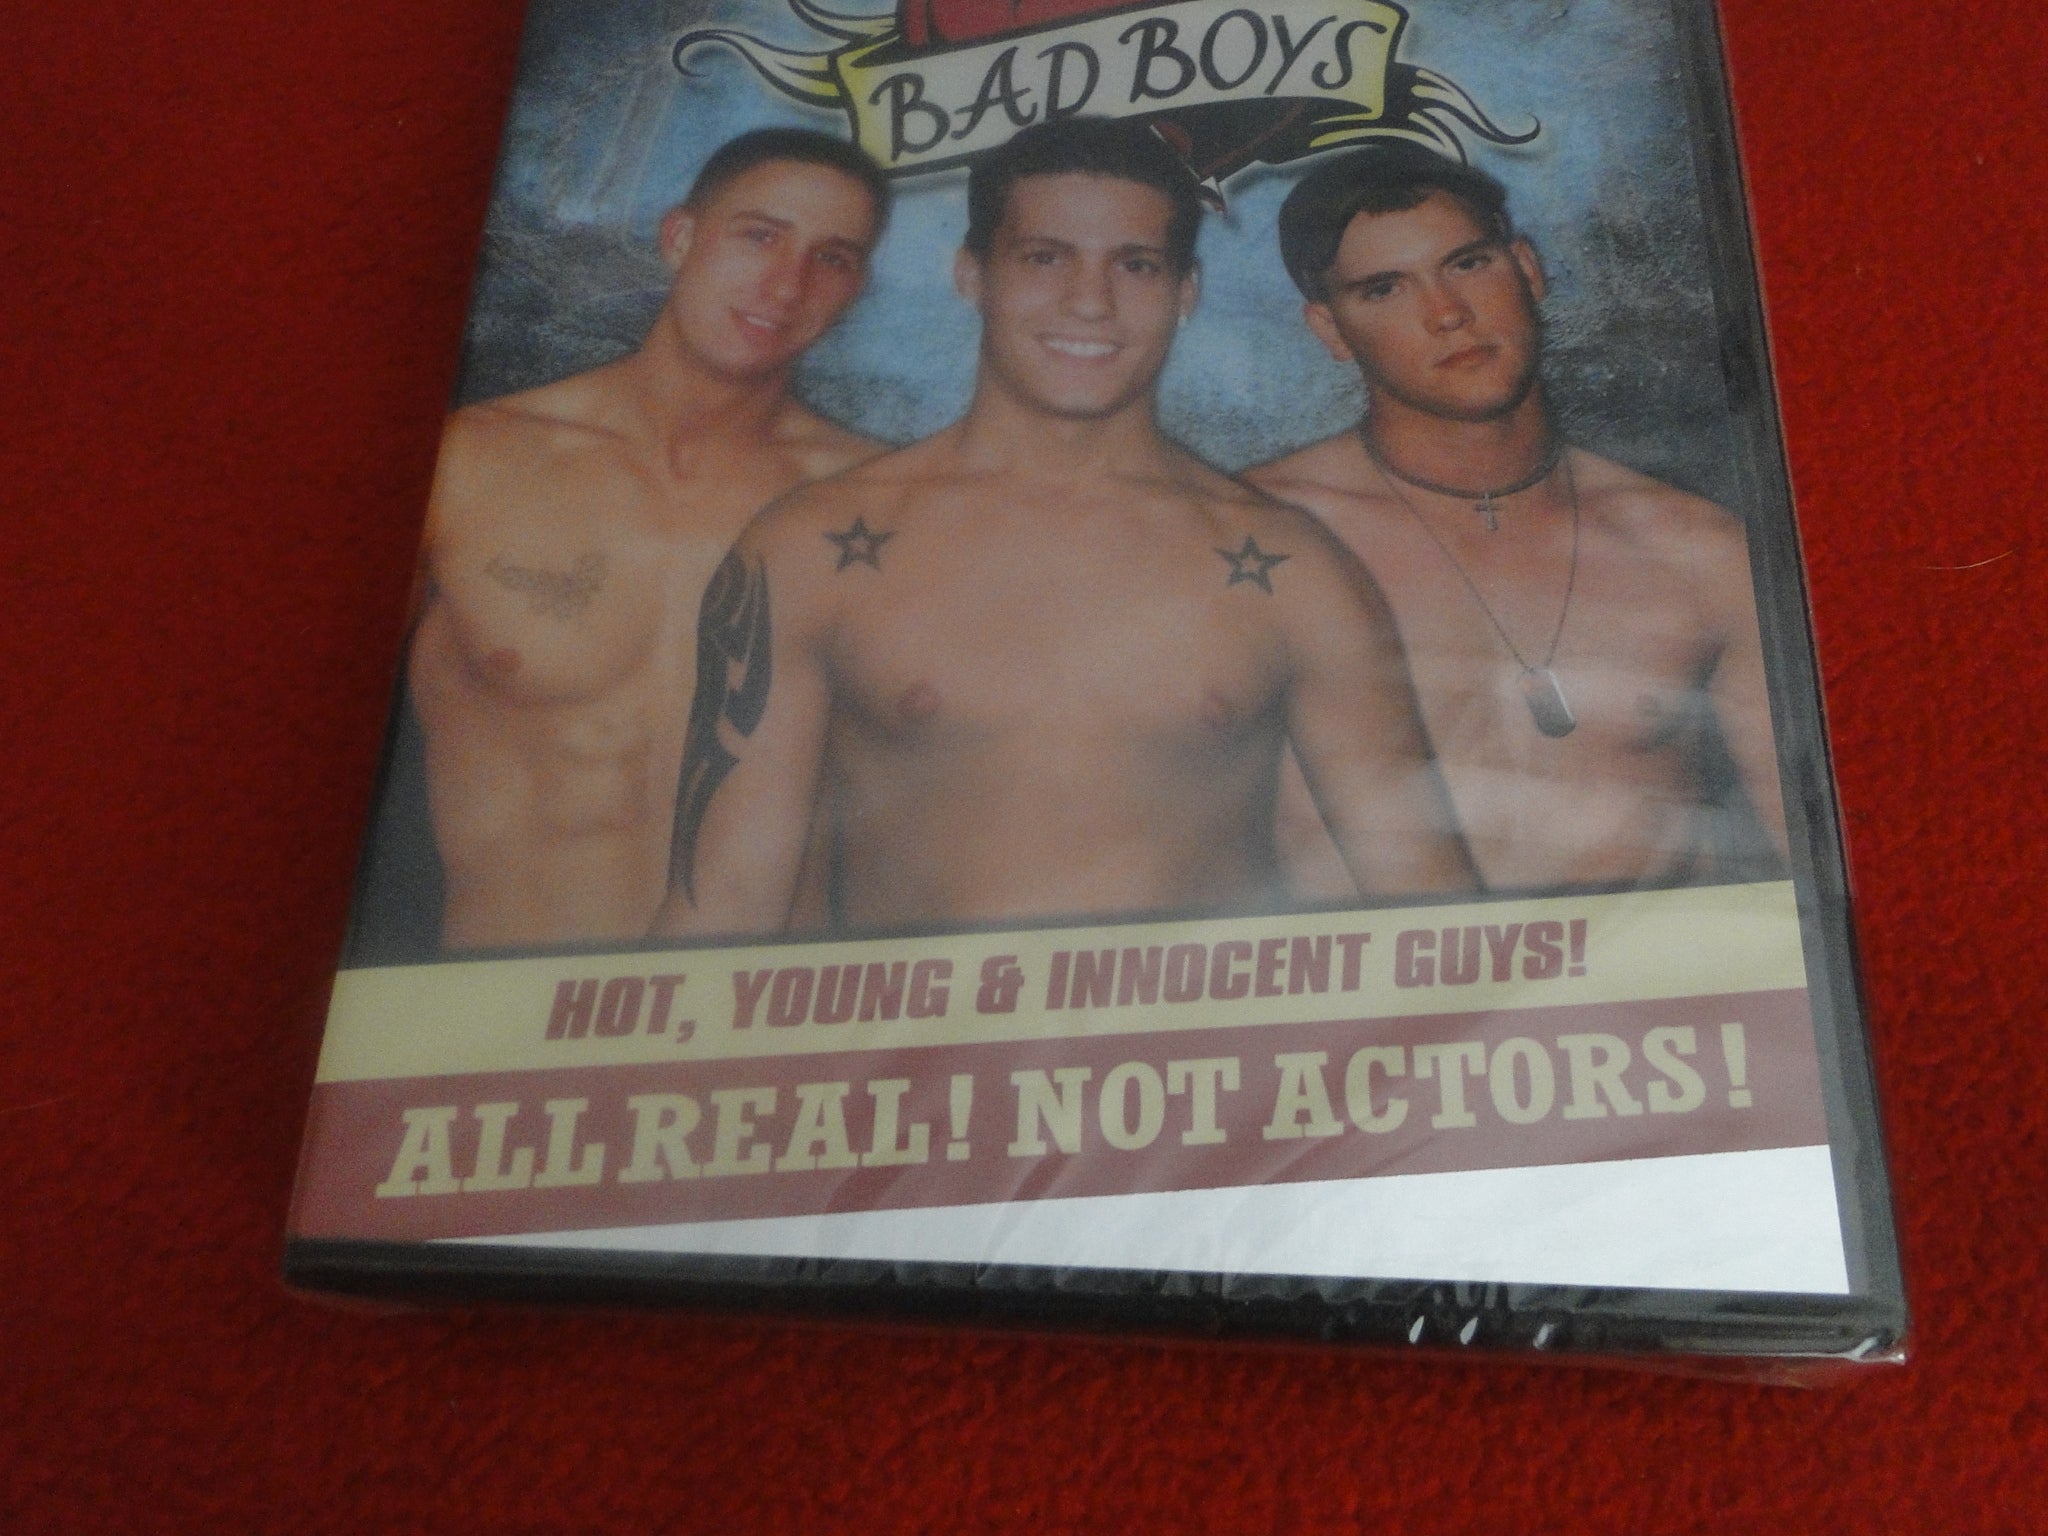 BAD BOYS
HOT, YOUNG & INNOCENT GUYS!
ALL REAL! NOT ACTORS!